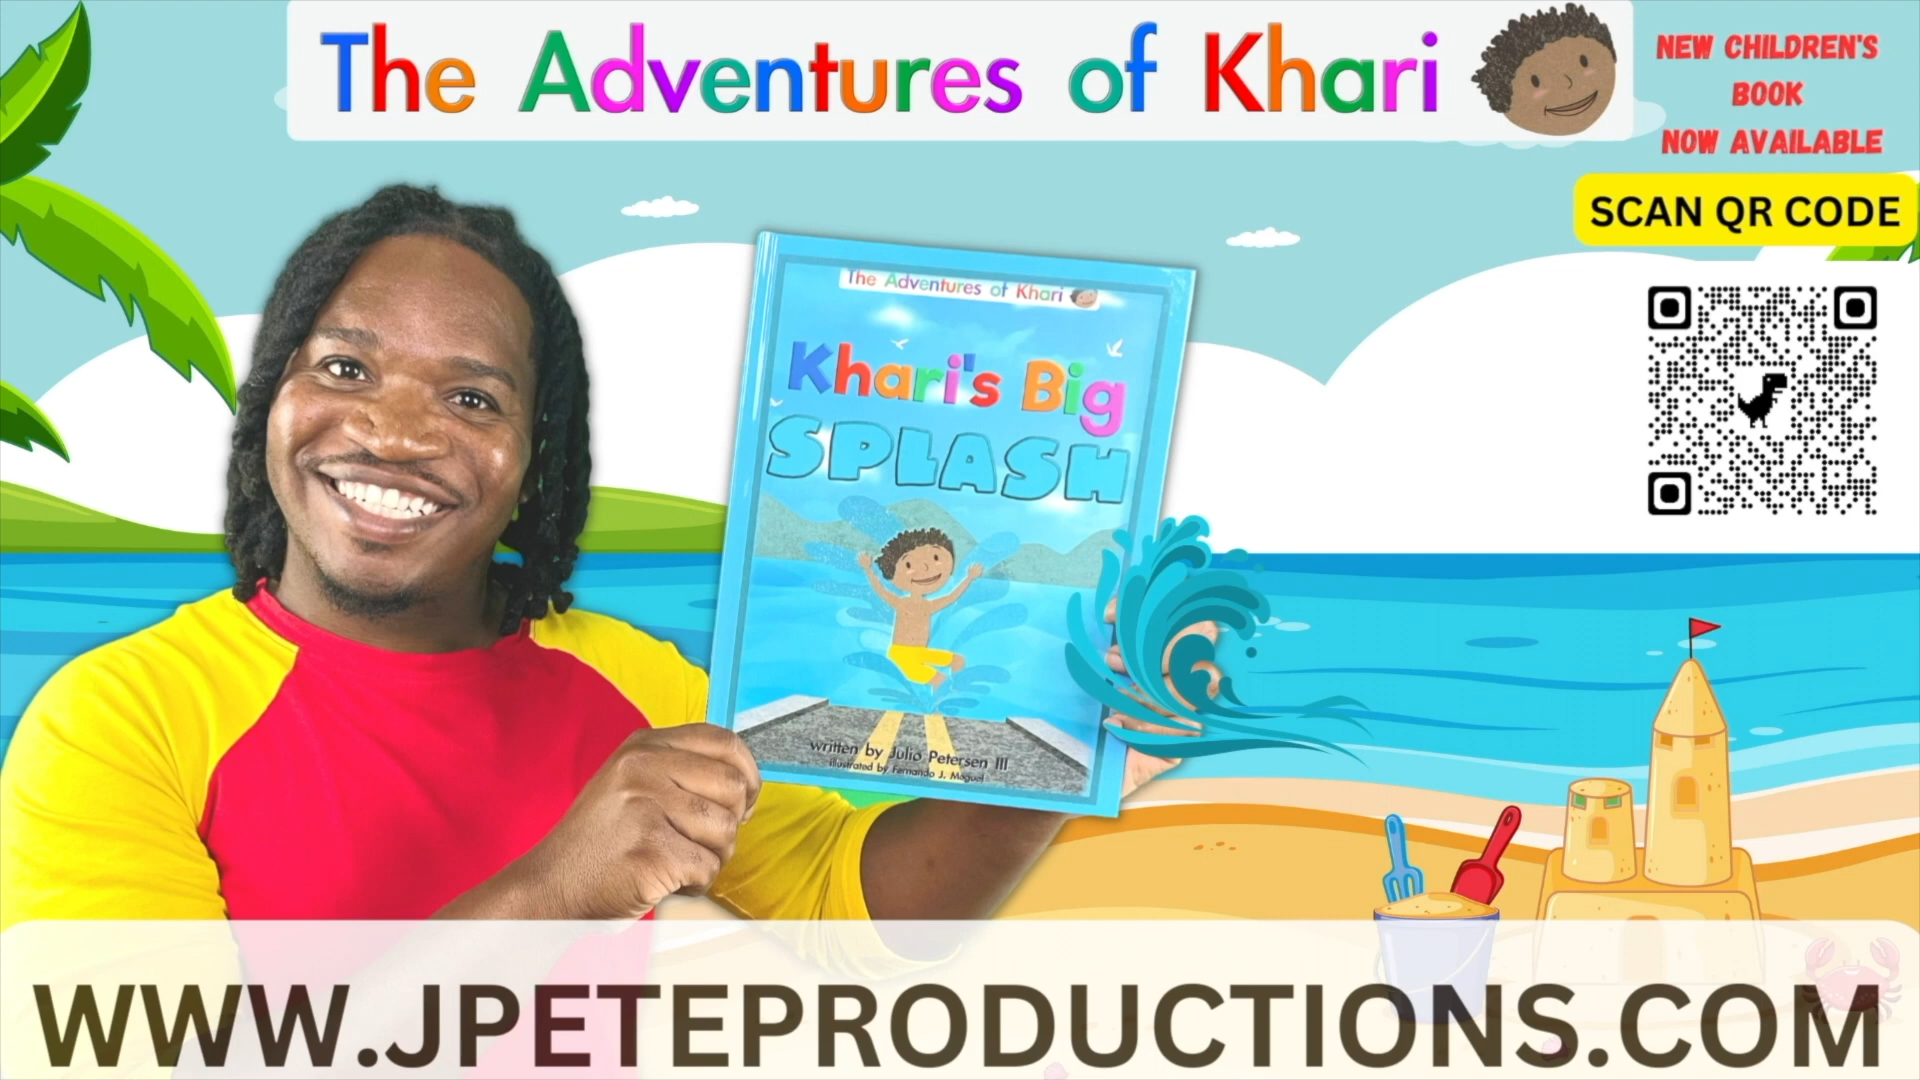 The Adventures of Khari
NEW CHILDREN'S
BOOK
NOW AVAILABLE
SCAN QR CODE
The Adventures of Khari
Khari's Big
SPLASH
written by Julio Petersen III
illustrated by Fernando J. Moguel
WWW.JPETEPRODUCTIONS.COM